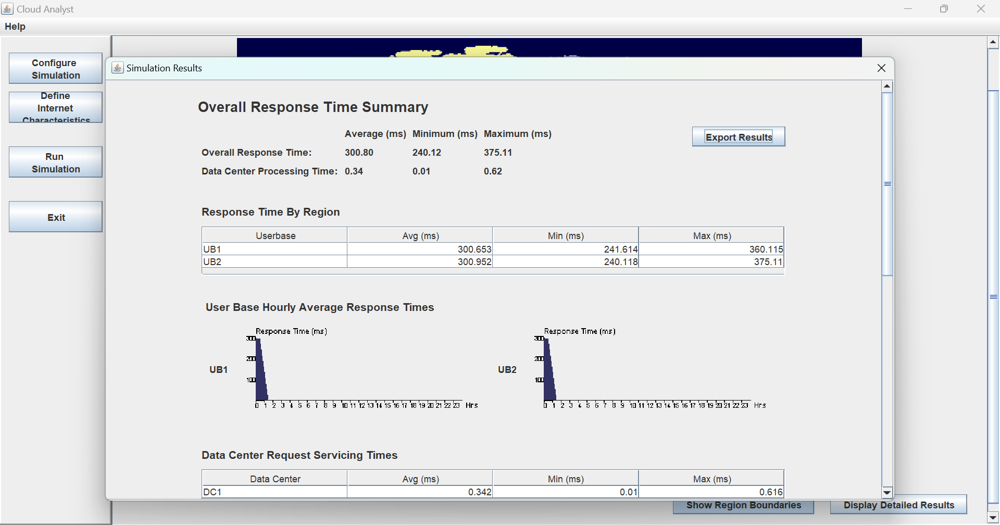 Cloud Analyst
Help
Configure
Simulation
Define
Internet
Characteristics
Run
Simulation
Exit
Simulation Results
Overall Response Time Summary
Average (ms) Minimum (ms) Maximum (ms)
Export Results
Overall Response Time: 300.80 240.12 375.11
Data Center Processing Time: 0.34 0.01 0.62
Response Time By Region
Userbase Avg (ms) Min (ms) Max (ms)
UB1 300.653 241.614 360.115
UB2 300.952 240.118 375.11
User Base Hourly Average Response Times
Response Time (ms)
300
200
100
UB1
0 1 2 3 4 5 6 7 8 9 10 11 12 13 14 15 16 17 18 19 20 21 22 23 Hrs
Response Time (ms)
300
200
100
UB2
0 1 2 3 4 5 6 7 8 9 10 11 12 13 14 15 16 17 18 19 20 21 22 23 Hrs
Data Center Request Servicing Times
Data Center Avg (ms) Min (ms) Max (ms)
DC1 0.342 0.01 0.616
Show Region Boundaries
Display Detailed Results